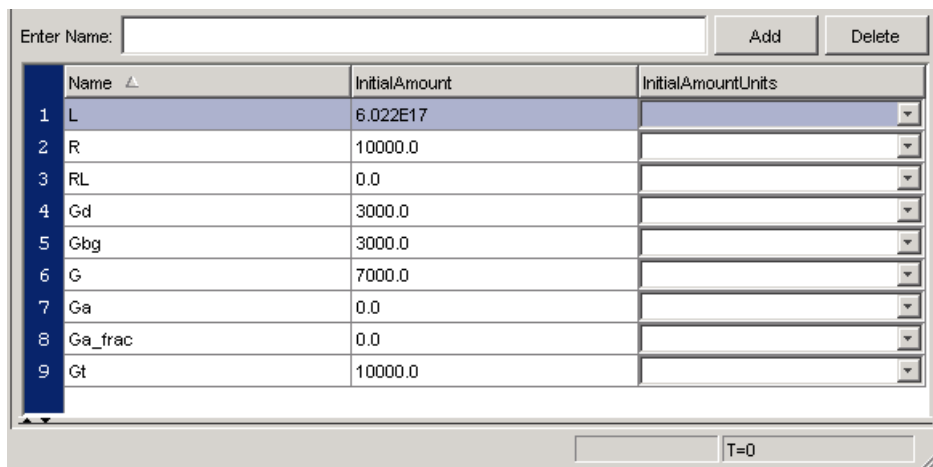 Enter Name: Add Delete
Name InitialAmount InitialAmountUnits
1 L 6.022E17
2 R 10000.0
3 RL 0.0
4 Gd 3000.0
5 Gbg 3000.0
6 G 7000.0
7 Ga 0.0
8 Ga_frac 0.0
9 Gt 10000.0
T=0